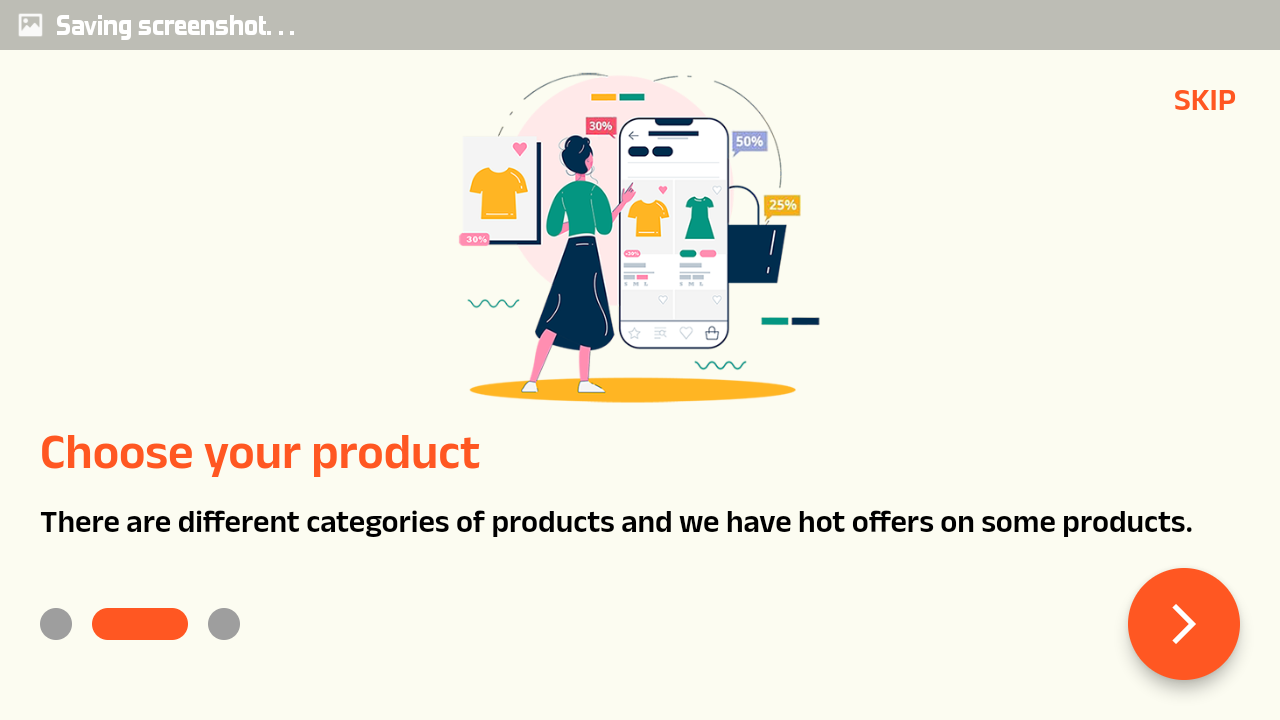 Saving screenshot. . .
SKIP
30%
50%
25%
30%
-30%
S M L
S M L
Choose your product
There are different categories of products and we have hot offers on some products.